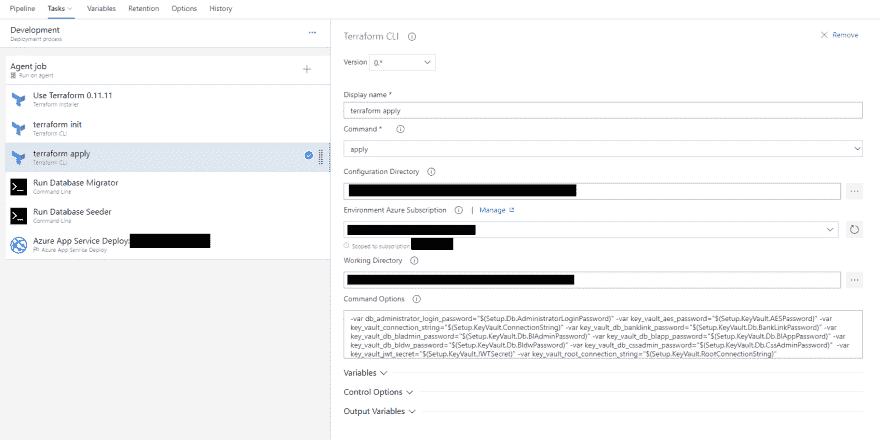 Pipeline Tasks Variables Retention Options History
Development
Deployment process
Agent job
Run on agent
Use Terraform 0.11.11
Terraform Installer
terraform init
Terraform CLI
terraform apply
Terraform CLI
Run Database Migrator
Command Line
Run Database Seeder
Command Line
Azure App Service Deploy:
Azure App Service Deploy
Terraform CLI
Remove
Version 0.*
Display name *
terraform apply
Command *
apply
Configuration Directory
Environment Azure Subscription | Manage
Scoped to subscription
Working Directory
Command Options
-var db_administrator_login_password="$(Setup.Db.AdministratorLoginPassword)" -var key_vault_aes_password="$(Setup.KeyVault.AESPassword)" -var
key_vault_connection_string="$(Setup.KeyVault.ConnectionString)" -var key_vault_db_banklink_password="$(Setup.KeyVault.Db.BankLinkPassword)" -var
key_vault_db_bladmin_password="$(Setup.KeyVault.Db.BlAdminPassword)" -var key_vault_db_blapp_password="$(Setup.KeyVault.Db.BlAppPassword)" -var
key_vault_db_bldw_password="$(Setup.KeyVault.Db.BldwPassword)" -var key_vault_db_cssadmin_password="$(Setup.KeyVault.Db.CssAdminPassword)" -var
key_vault_jwt_secret="$(Setup.KeyVault.JWTSecret)" -var key_vault_root_connection_string="$(Setup.KeyVault.RootConnectionString)"
Variables
Control Options
Output Variables